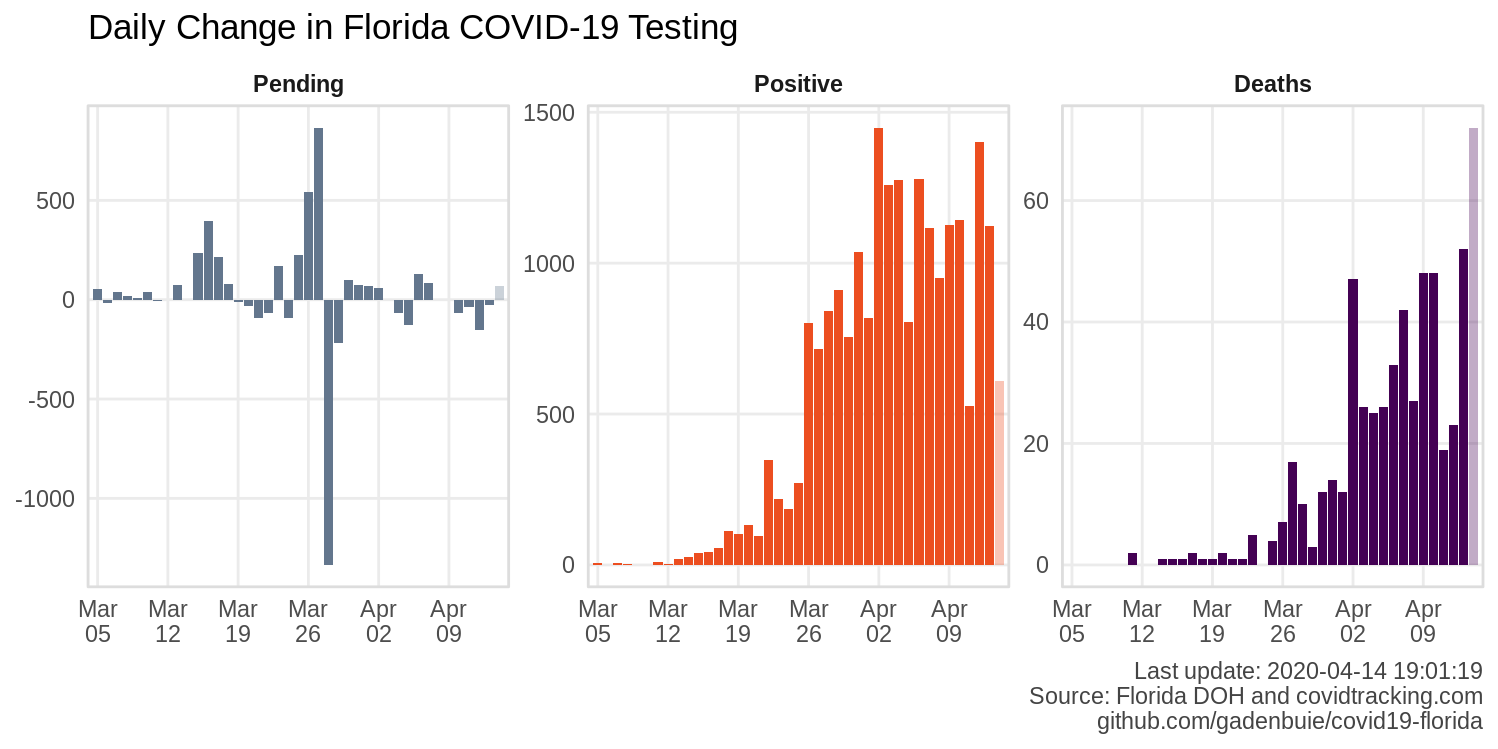 Daily Change in Florida COVID-19 Testing
Pending
Positive
Deaths
500
0
-500
-1000
1500
1000
500
0
60
40
20
0
Mar 05
Mar 12
Mar 19
Mar 26
Apr 02
Apr 09
Mar 05
Mar 12
Mar 19
Mar 26
Apr 02
Apr 09
Mar 05
Mar 12
Mar 19
Mar 26
Apr 02
Apr 09
Last update: 2020-04-14 19:01:19
Source: Florida DOH and covidtracking.com
github.com/gadenbuie/covid19-florida